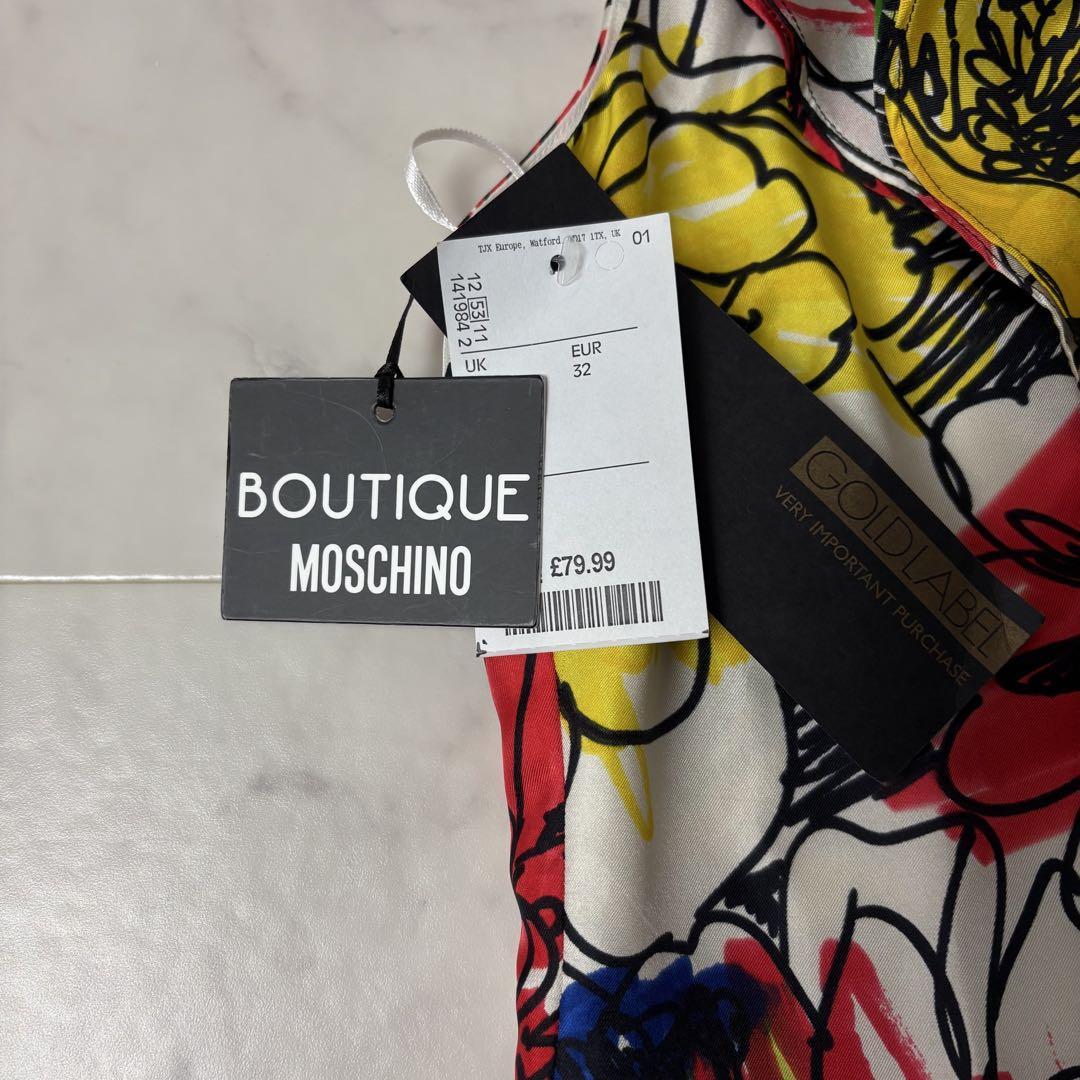 TJX Europe, Watford, WD17 1TX, UK
01
12 53 11
141984 2
UK
EUR
32
£79.99
BOUTIQUE
MOSCHINO
GOLD LABEL
VERY IMPORTANT PURCHASE